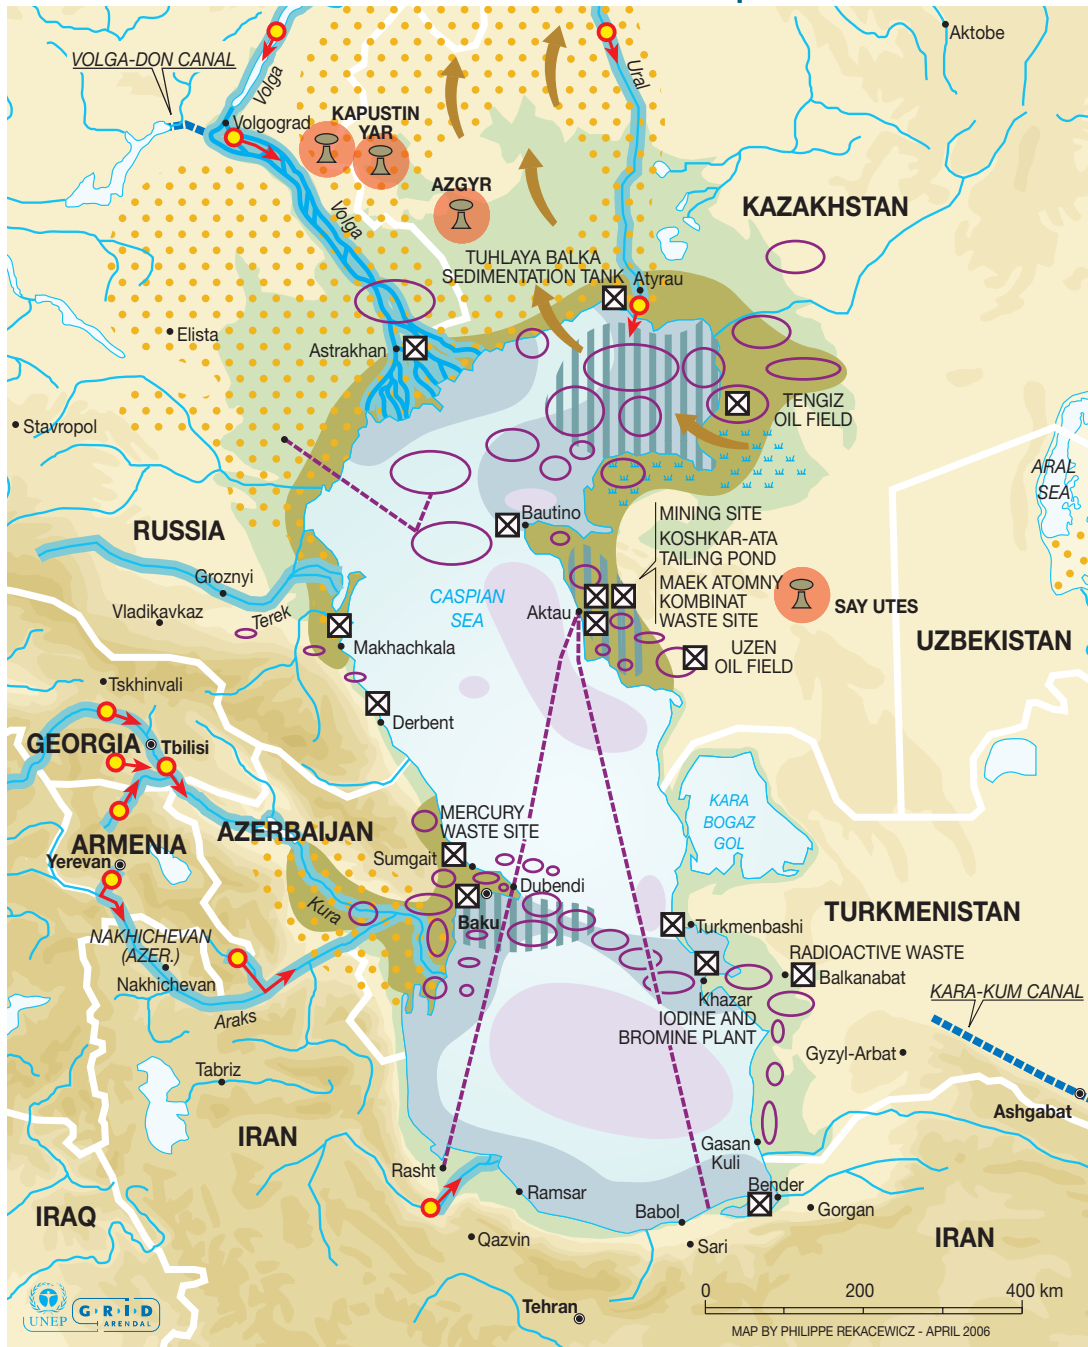 Aktobe
VOLGA-DON CANAL
Volga
Ural
Volgograd
KAPUSTIN
YAR
AZGYR
Volga
KAZAKHSTAN
TUHLAYA BALKA
SEDIMENTATION TANK
Atyrau
Elista
Astrakhan
TENGIZ
OIL FIELD
Stavropol
ARAL
SEA
RUSSIA
Bautino
MINING SITE
KOSHKAR-ATA
TAILING POND
MAEK ATOMNY
KOMBINAT
WASTE SITE
Groznyi
Vladikavkaz
Terek
CASPIAN
SEA
Aktau
SAY UTES
Makhachkala
UZEN
OIL FIELD
UZBEKISTAN
Tskhinvali
Derbent
GEORGIA
Tbilisi
KARA
BOGAZ
GOL
MERCURY
WASTE SITE
AZERBAIJAN
ARMENIA
Yerevan
Sumgait
Dubendi
Baku
Kura
TURKMENISTAN
Turkmenbashi
NAKHICHEVAN
(AZER.)
Nakhichevan
RADIOACTIVE WASTE
Balkanabat
KARA-KUM CANAL
Khazar
IODINE AND
BROMINE PLANT
Araks
Gyzyl-Arbat
Tabriz
Ashgabat
IRAN
Gasan
Kuli
Rasht
Ramsar
Bender
Babol
Gorgan
IRAQ
Qazvin
Sari
IRAN
Tehran
0 200 400 km
UNEP
GRID
ARENDAL
MAP BY PHILIPPE REKACEWICZ - APRIL 2006